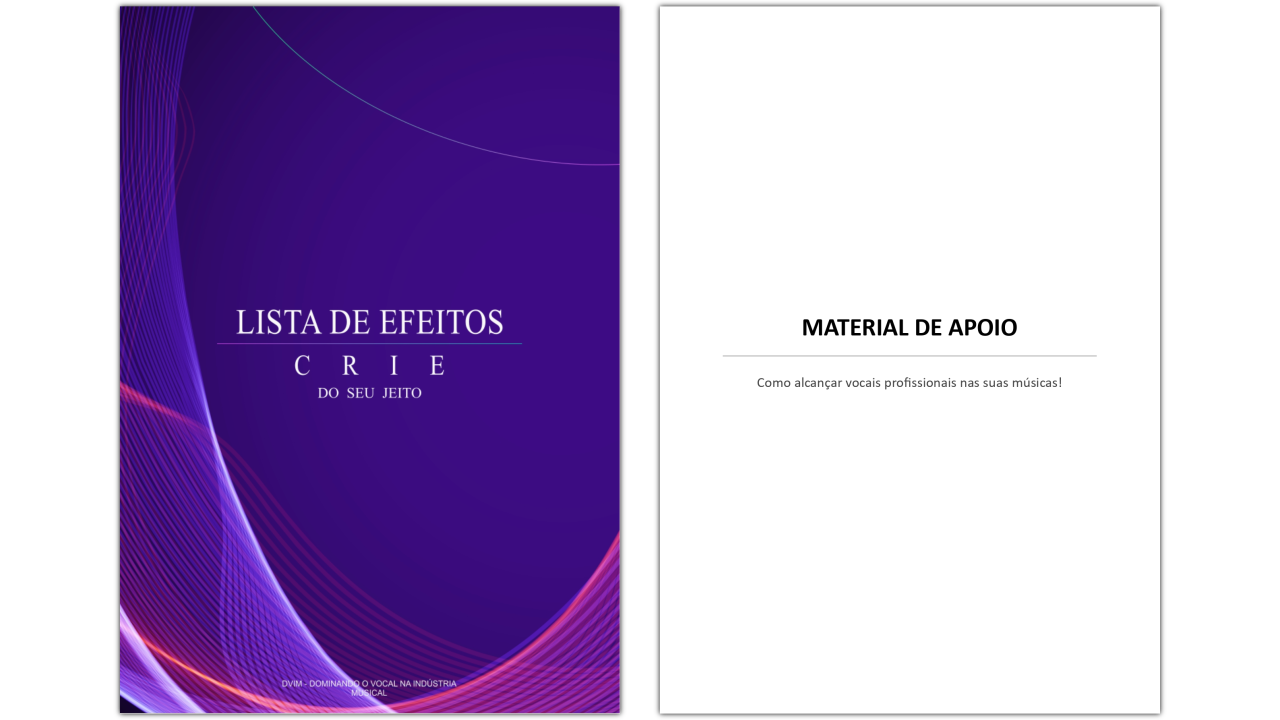 LISTA DE EFEITOS
C R I E
DO SEU JEITO
DVIM - DOMINANDO O VOCAL NA INDÚSTRIA
MUSICAL
MATERIAL DE APOIO
Como alcançar vocais profissionais nas suas músicas!